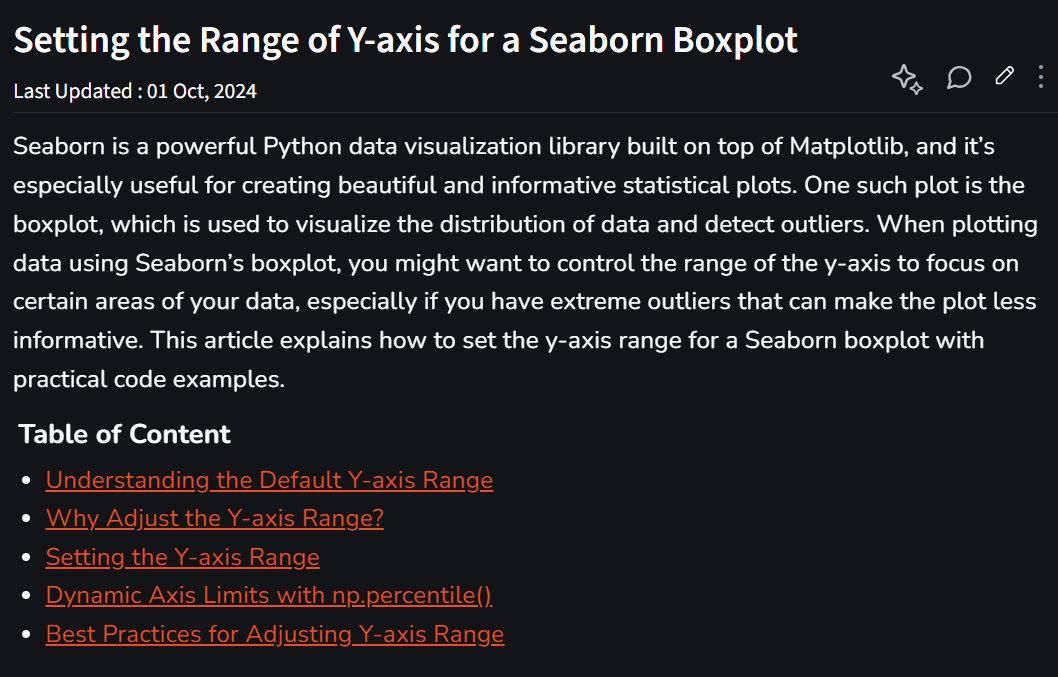 Setting the Range of Y-axis for a Seaborn Boxplot
Last Updated : 01 Oct, 2024
Seaborn is a powerful Python data visualization library built on top of Matplotlib, and it’s
especially useful for creating beautiful and informative statistical plots. One such plot is the
boxplot, which is used to visualize the distribution of data and detect outliers. When plotting
data using Seaborn’s boxplot, you might want to control the range of the y-axis to focus on
certain areas of your data, especially if you have extreme outliers that can make the plot less
informative. This article explains how to set the y-axis range for a Seaborn boxplot with
practical code examples.
Table of Content
Understanding the Default Y-axis Range
Why Adjust the Y-axis Range?
Setting the Y-axis Range
Dynamic Axis Limits with np.percentile()
Best Practices for Adjusting Y-axis Range